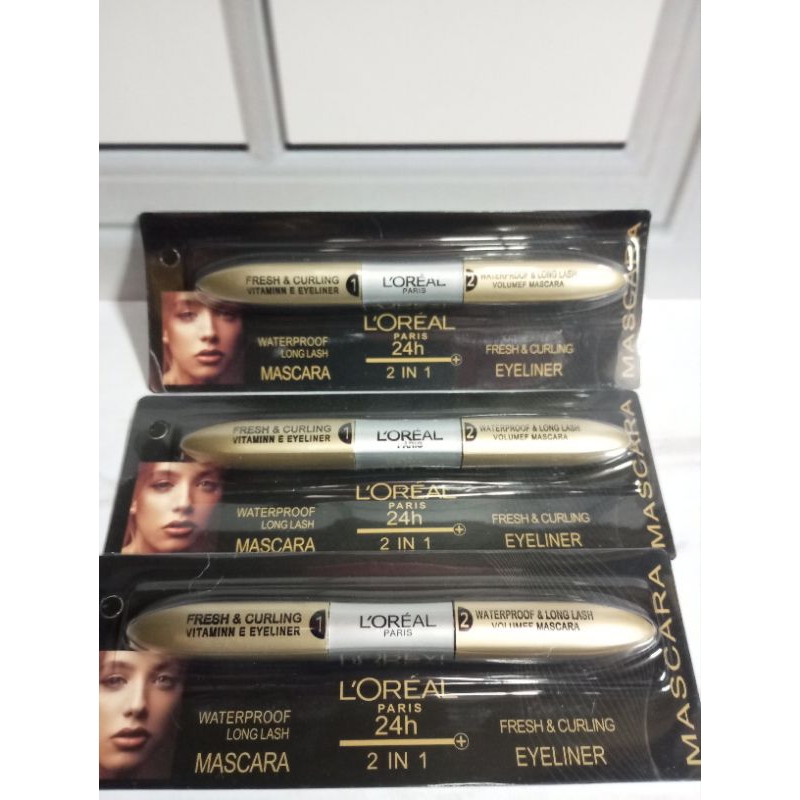 FRESH & CURLING
VITAMINN E EYELINER
1
L'ORÉAL
PARIS
2
WATERPROOF & LONG LASH
VOLUMEF MASCARA
WATERPROOF
LONG LASH
MASCARA
L'ORÉAL
PARIS
24h
2 IN 1
FRESH & CURLING
EYELINER
MASCARA
FRESH & CURLING
VITAMINN E EYELINER
1
L'ORÉAL
2
WATERPROOF & LONG LASH
VOLUMEF MASCARA
WATERPROOF
LONG LASH
MASCARA
L'ORÉAL
PARIS
24h
2 IN 1
FRESH & CURLING
EYELINER
MASCARA
FRESH & CURLING
VITAMINN E EYELINER
1
L'ORÉAL
PARIS
2
WATERPROOF & LONG LASH
VOLUMEF MASCARA
WATERPROOF
LONG LASH
MASCARA
L'ORÉAL
PARIS
24h
2 IN 1
FRESH & CURLING
EYELINER
MASCARA